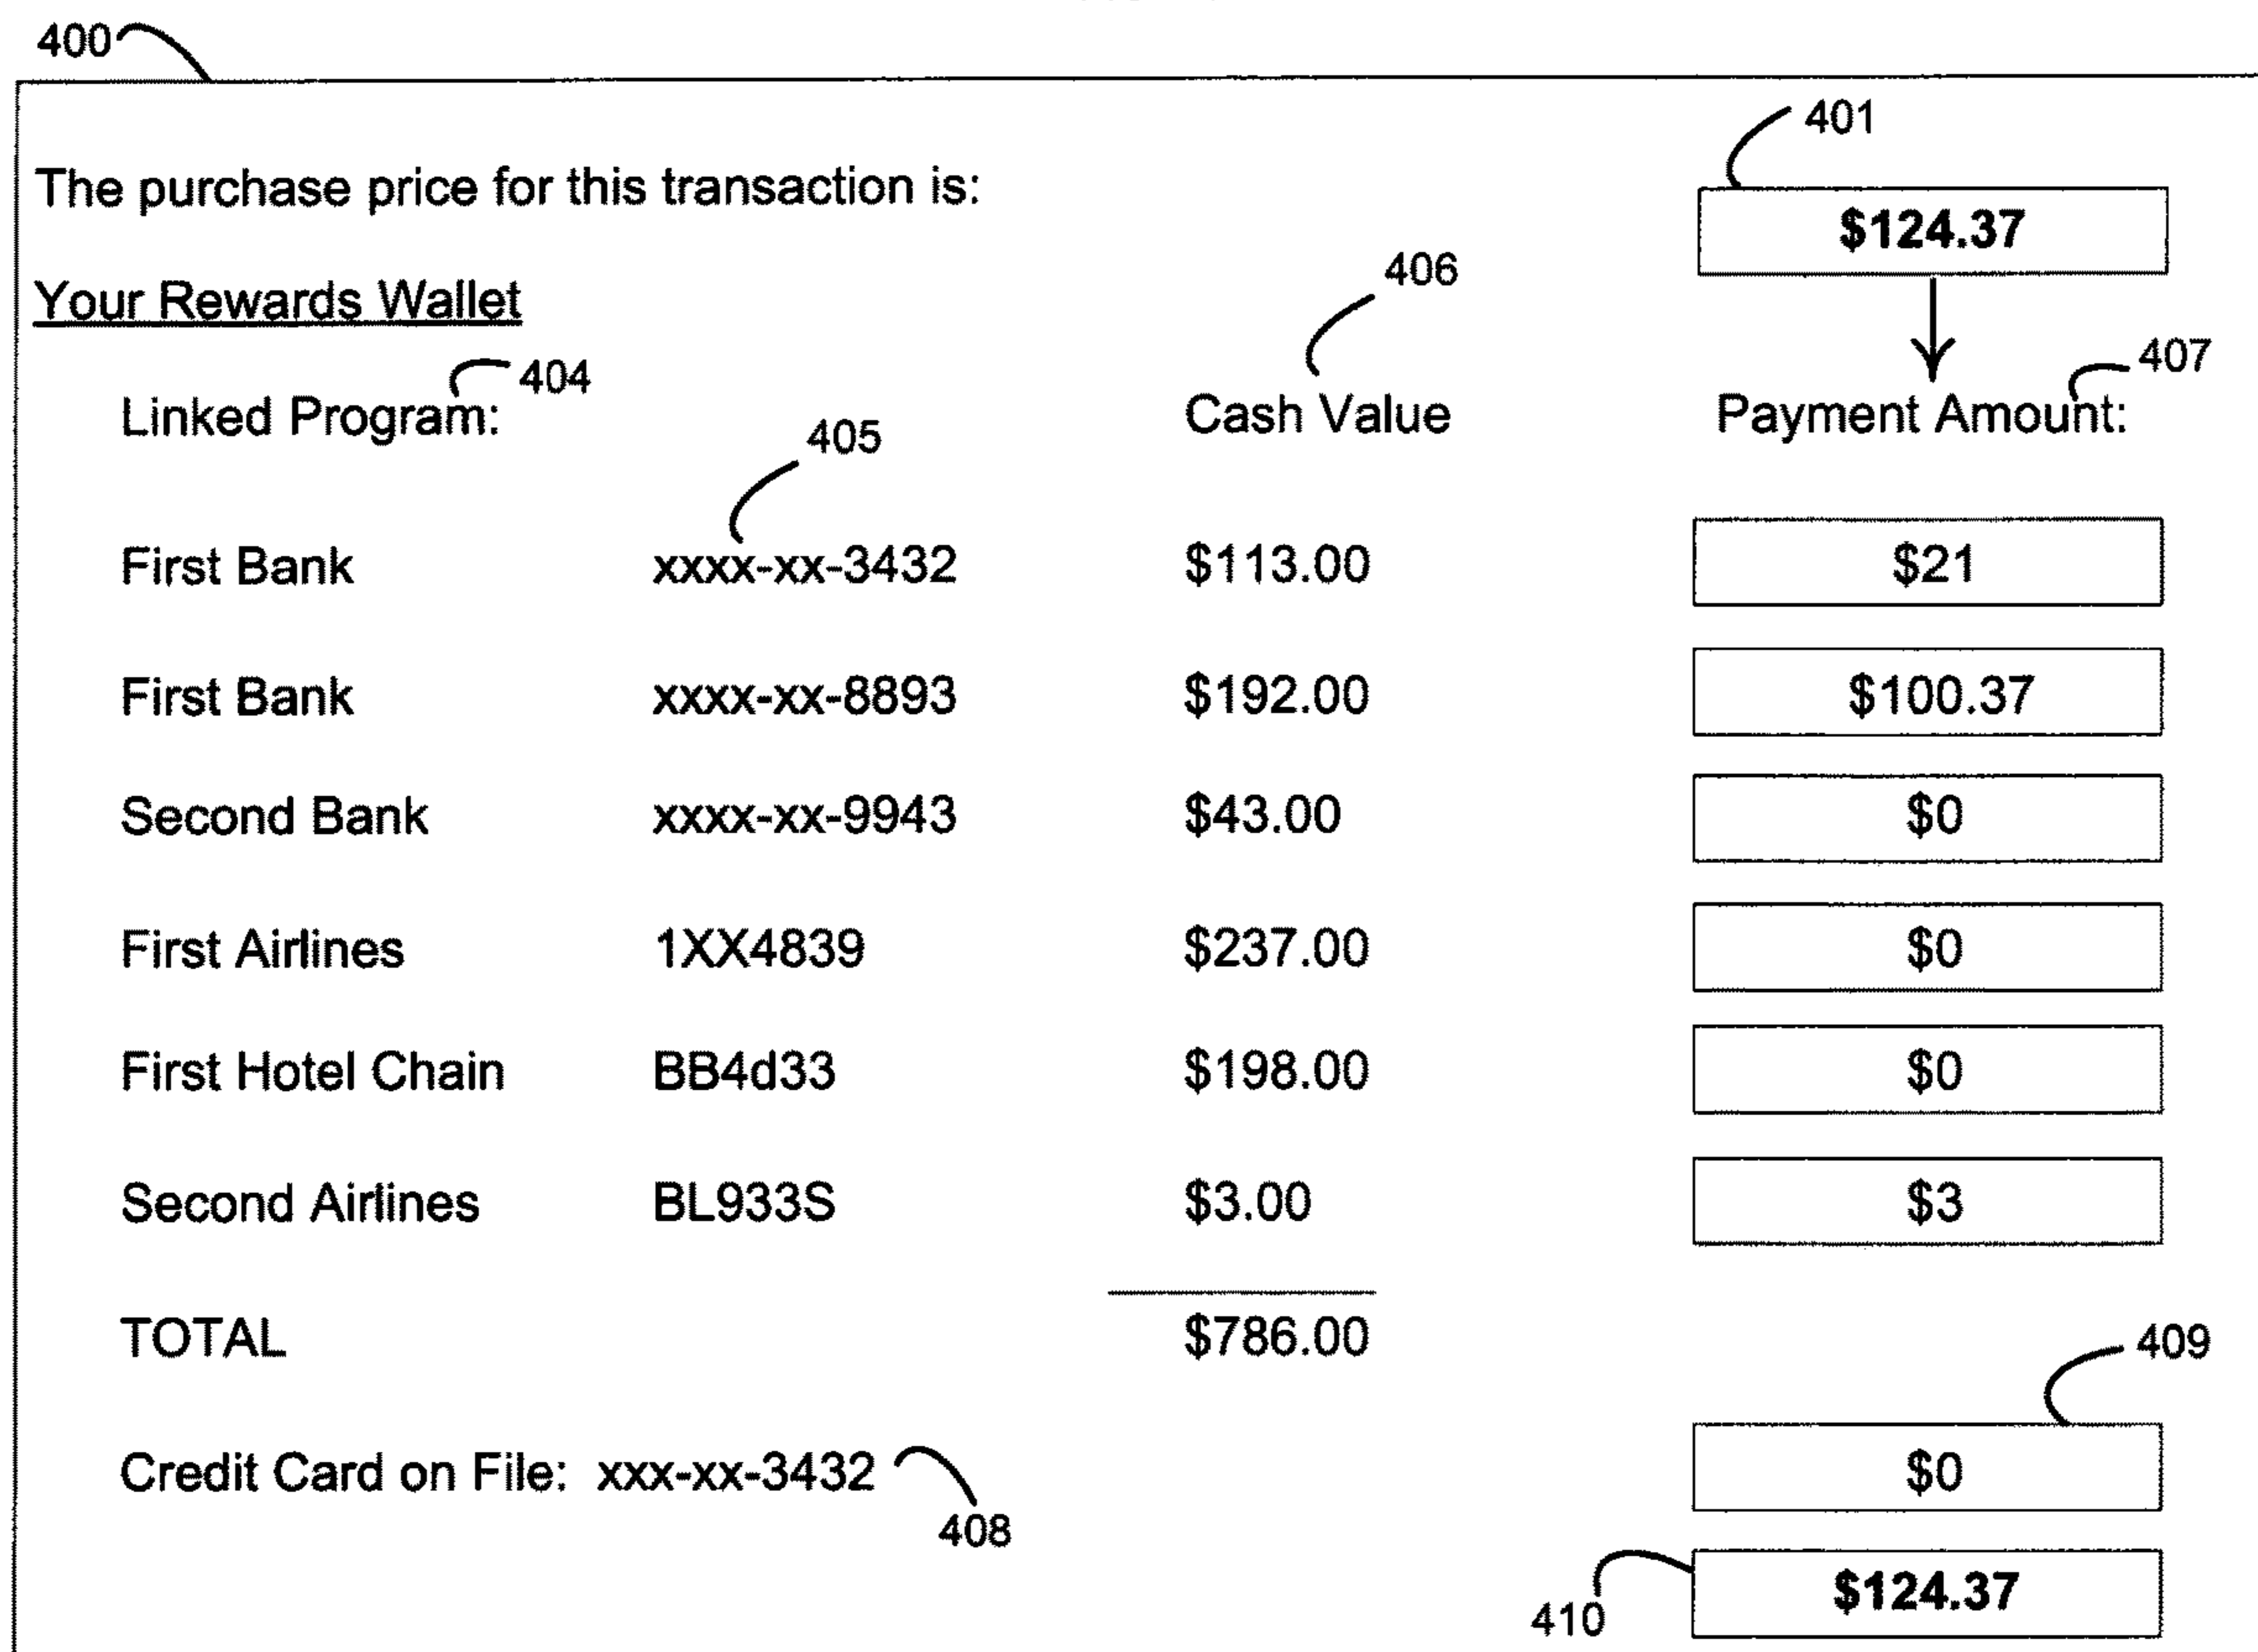 400
401
The purchase price for this transaction is: $124.37
406
Your Rewards Wallet
404 407
Linked Program: Cash Value Payment Amount:
405
First Bank xxxx-xx-3432 $113.00 $21
First Bank xxxx-xx-8893 $192.00 $100.37
Second Bank xxxx-xx-9943 $43.00 $0
First Airlines 1XX4839 $237.00 $0
First Hotel Chain BB4d33 $198.00 $0
Second Airlines BL933S $3.00 $3
TOTAL $786.00
409
Credit Card on File: xxx-xx-3432 $0
408
410 $124.37